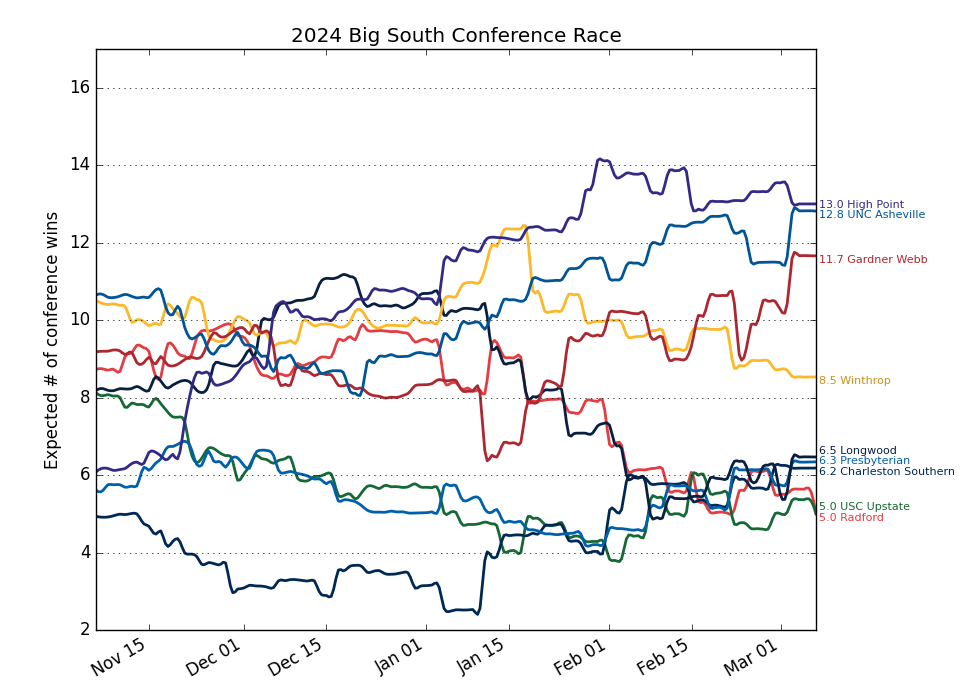 2024 Big South Conference Race
Expected # of conference wins
16
14
12
10
8
6
4
2
13.0 High Point
12.8 UNC Asheville
11.7 Gardner Webb
8.5 Winthrop
6.5 Longwood
6.3 Presbyterian
6.2 Charleston Southern
5.0 USC Upstate
5.0 Radford
Nov 15
Dec 01
Dec 15
Jan 01
Jan 15
Feb 01
Feb 15
Mar 01